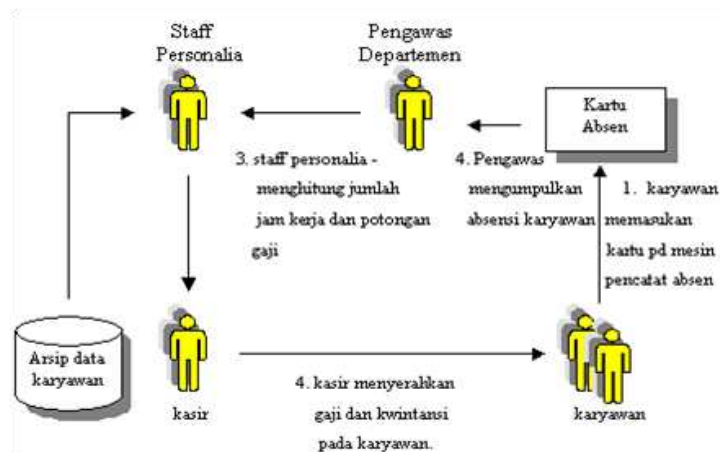 Staff
Personalia
Pengawas
Departemen
Kartu
Absen
3. staff personalia -
menghitung jumlah
jam kerja dan potongan
gaji
4. Pengawas
mengumpulkan
absensi karyawan
1. karyawan
memasukan
kartu pd mesin
pencatat absen
Arsip data
karyawan
kasir
4. kasir menyerahkan
gaji dan kwintansi
pada karyawan.
karyawan